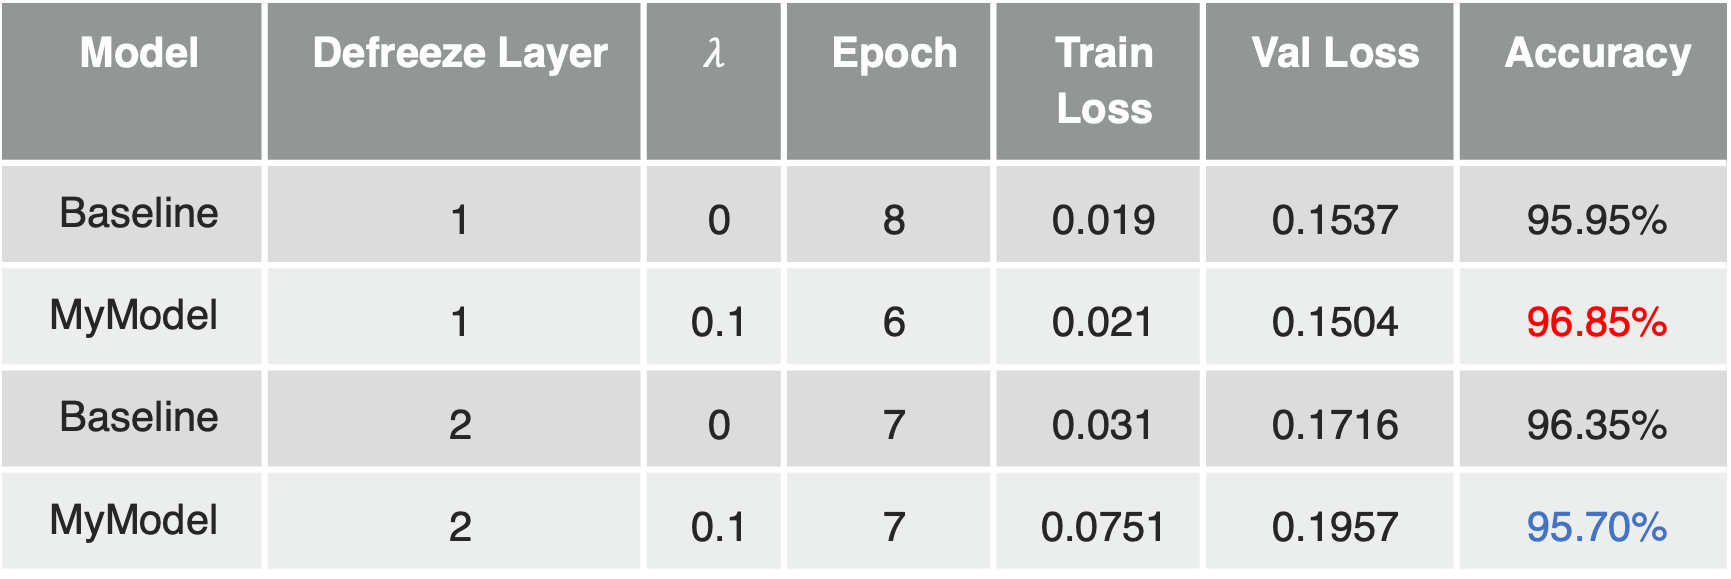 Model Defreeze Layer λ Epoch Train Loss Val Loss Accuracy
Baseline 1 0 8 0.019 0.1537 95.95%
MyModel 1 0.1 6 0.021 0.1504 96.85%
Baseline 2 0 7 0.031 0.1716 96.35%
MyModel 2 0.1 7 0.0751 0.1957 95.70%